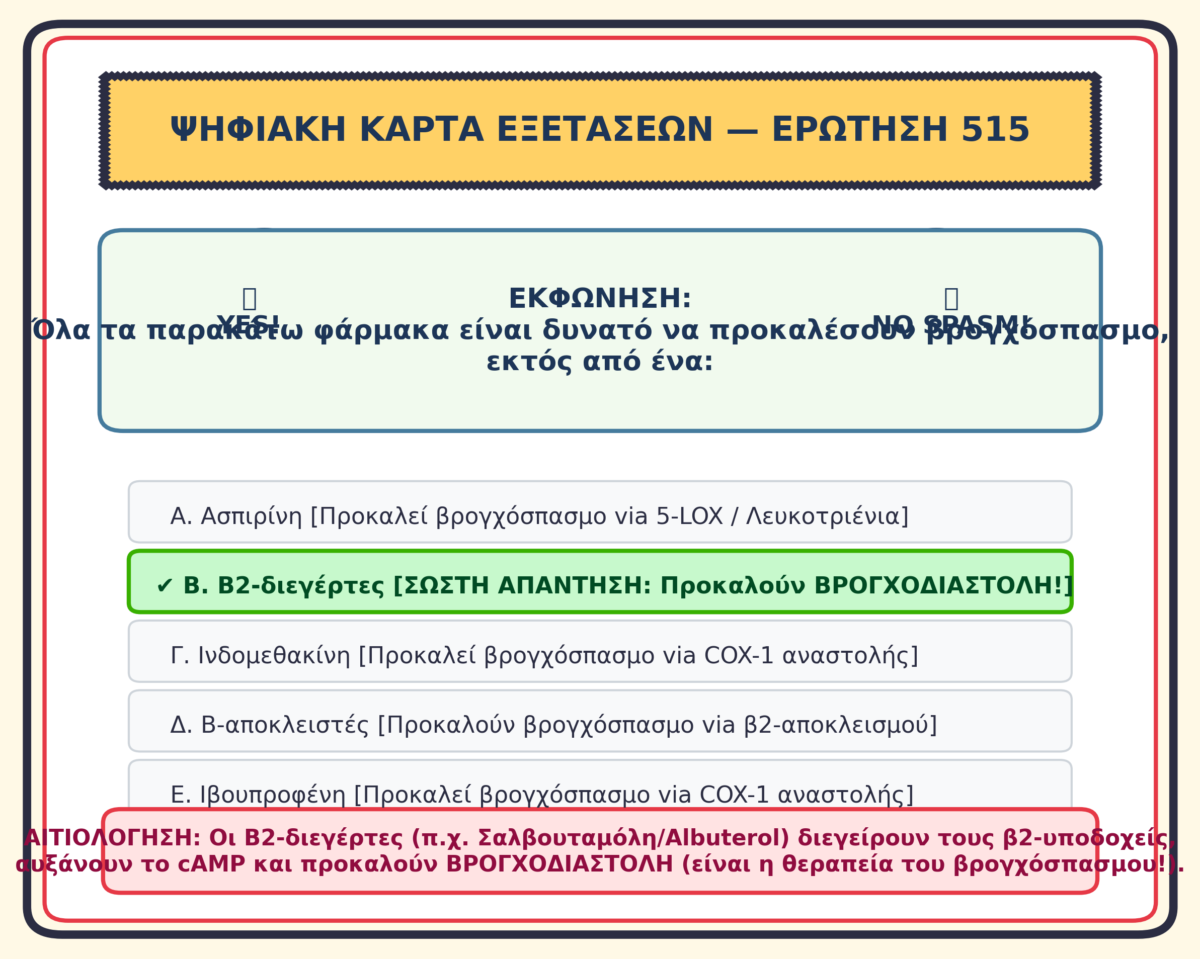 ΨΗΦΙΑΚΗ ΚΑΡΤΑ ΕΞΕΤΑΣΕΩΝ — ΕΡΩΤΗΣΗ 515
ΕΚΦΩΝΗΣΗ:
YES!
NO SPASM!
Όλα τα παρακάτω φάρμακα είναι δυνατό να προκαλέσουν βρογχόσπασμο,
εκτός από ένα:
Α. Ασπιρίνη [Προκαλεί βρογχόσπασμο via 5-LOX / Λευκοτριένια]
✔ Β. Β2-διεγέρτες [ΣΩΣΤΗ ΑΠΑΝΤΗΣΗ: Προκαλούν ΒΡΟΓΧΟΔΙΑΣΤΟΛΗ!]
Γ. Ινδομεθακίνη [Προκαλεί βρογχόσπασμο via COX-1 αναστολής]
Δ. Β-αποκλειστές [Προκαλούν βρογχόσπασμο via β2-αποκλεισμού]
Ε. Ιβουπροφένη [Προκαλεί βρογχόσπασμο via COX-1 αναστολής]
ΑΙΤΙΟΛΟΓΗΣΗ: Οι Β2-διεγέρτες (π.χ. Σαλβουταμόλη/Albuterol) διεγείρουν τους β2-υποδοχείς,
αυξάνουν το cAMP και προκαλούν ΒΡΟΓΧΟΔΙΑΣΤΟΛΗ (είναι η θεραπεία του βρογχόσπασμου!).